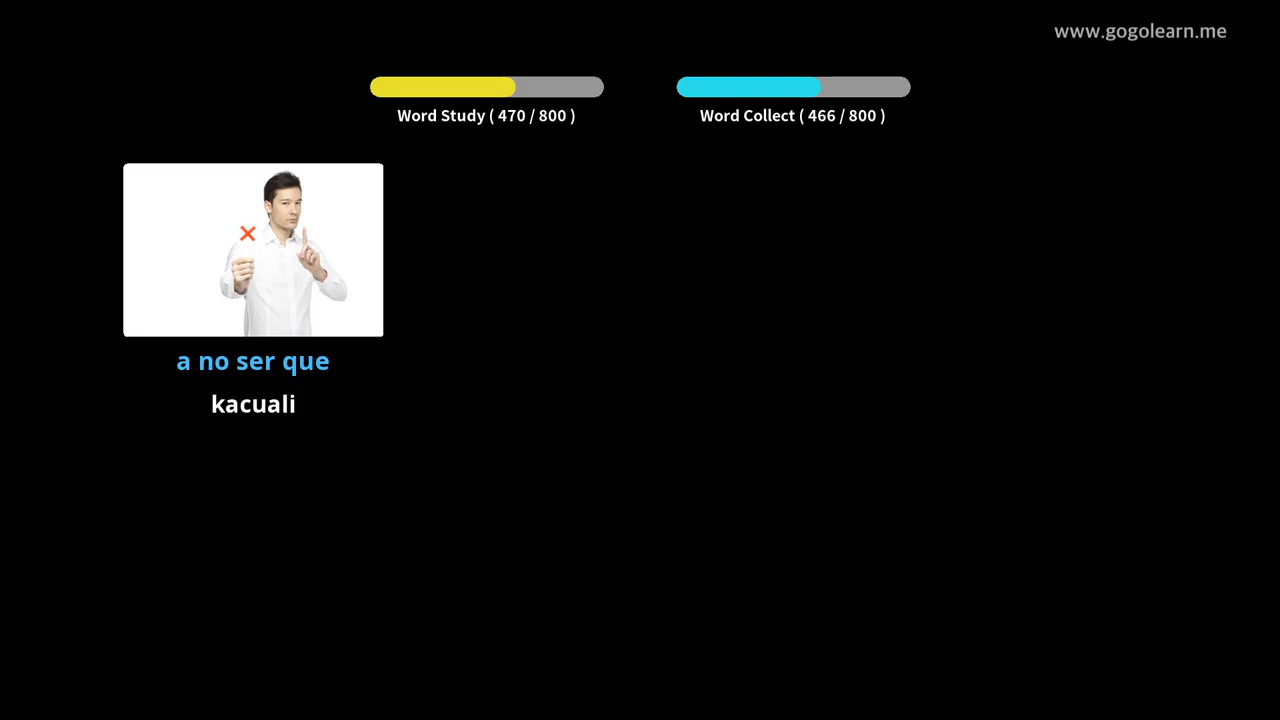 www.gogolearn.me
Word Study ( 470 / 800 )
Word Collect ( 466 / 800 )
a no ser que
kacuali